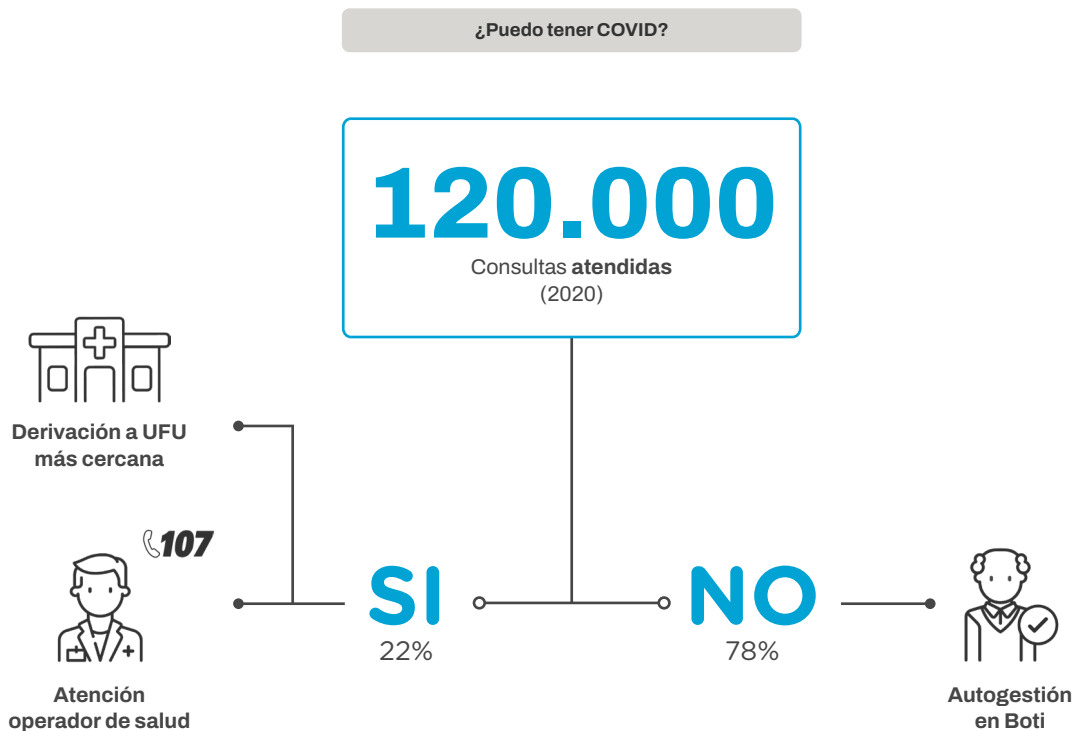 ¿Puedo tener COVID?
120.000
Consultas atendidas
(2020)
Derivación a UFU
más cercana
107
Atención
operador de salud
SI
22%
NO
78%
Autogestión
en Boti